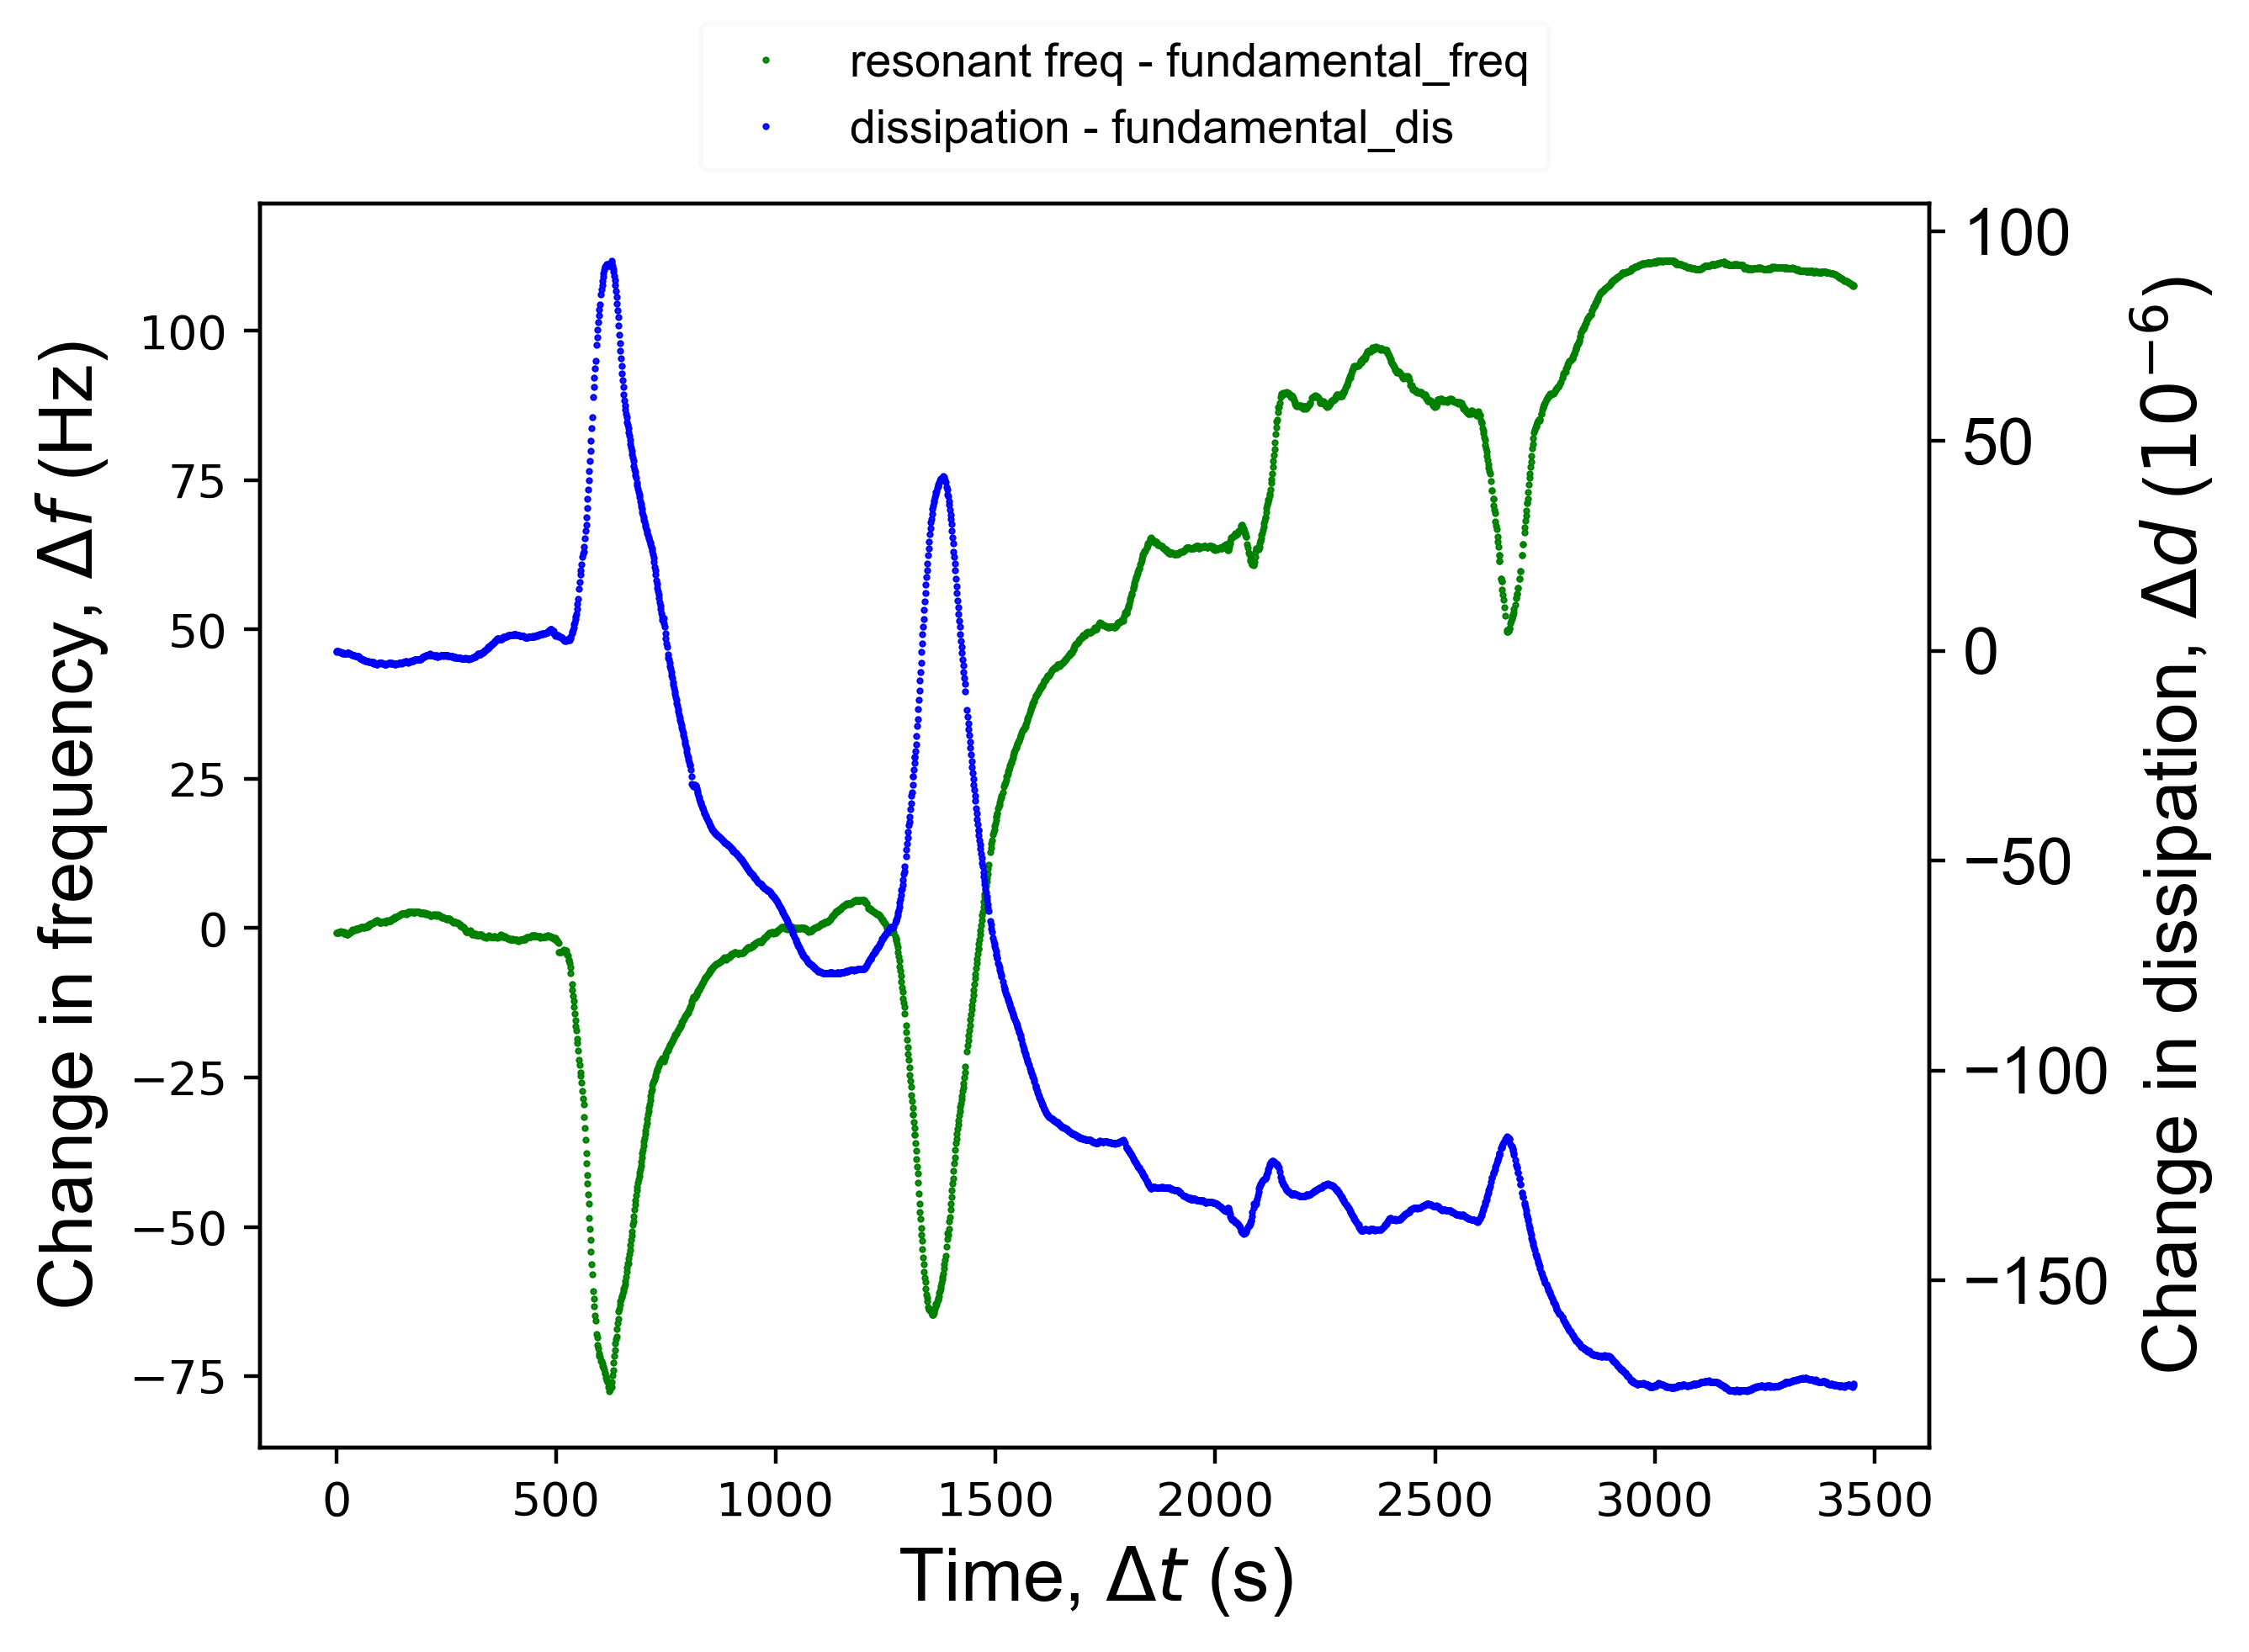 resonant freq - fundamental_freq
dissipation - fundamental_dis
Change in frequency, Δf (Hz)
100
75
50
25
0
−25
−50
−75
100
50
0
−50
−100
−150
Change in dissipation, Δd (10⁻⁶)
0 500 1000 1500 2000 2500 3000 3500
Time, Δt (s)